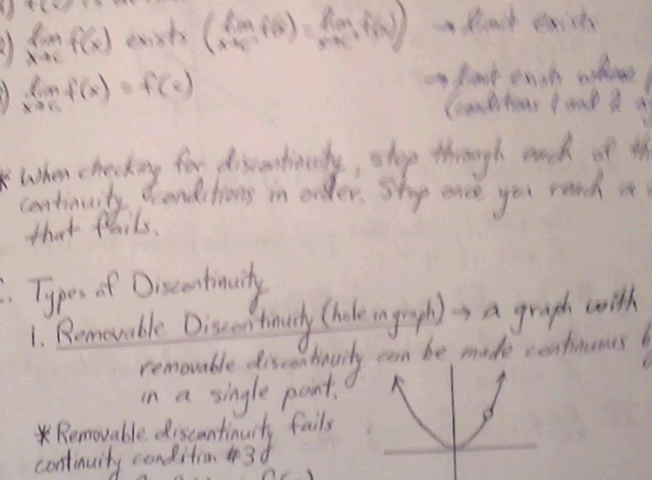 1) f(c) is
2) lim x→c f(x) exists (lim x→c⁻ f(x) = lim x→c⁺ f(x)) → limit exists
3) lim x→c f(x) = f(c) → limit exists where
(conditions 1 and 2
* When checking for discontinuity, step through each of
continuity conditions in order. Stop once you reach a
that fails.
C. Types of Discontinuity
1. Removable Discontinuity (hole in graph) → a graph with
removable discontinuity can be made continuous
in a single point.
* Removable discontinuity fails
continuity condition #3